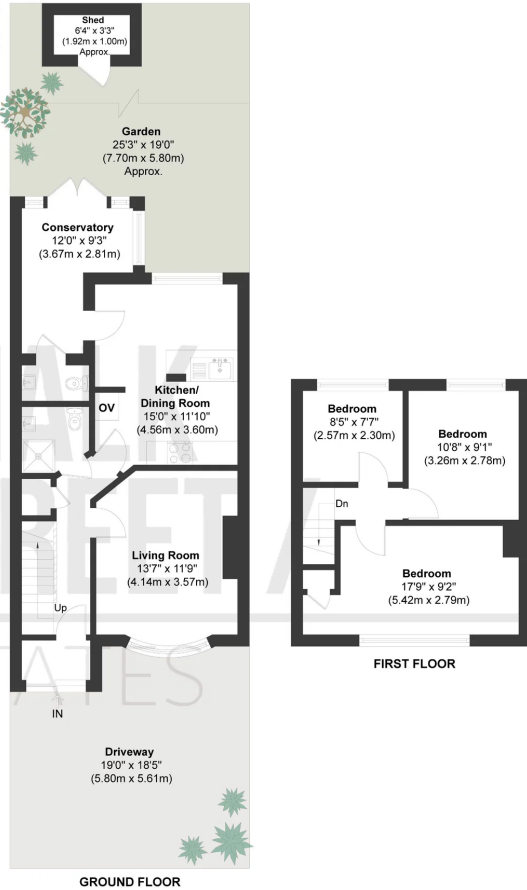 Shed
6'4" x 3'3"
(1.92m x 1.00m)
Approx.
Garden
25'3" x 19'0"
(7.70m x 5.80m)
Approx.
Conservatory
12'0" x 9'3"
(3.67m x 2.81m)
OV
Kitchen/
Dining Room
15'0" x 11'10"
(4.56m x 3.60m)
Living Room
13'7" x 11'9"
(4.14m x 3.57m)
Up
IN
Driveway
19'0" x 18'5"
(5.80m x 5.61m)
GROUND FLOOR
Bedroom
8'5" x 7'7"
(2.57m x 2.30m)
Bedroom
10'8" x 9'1"
(3.26m x 2.78m)
Dn
Bedroom
17'9" x 9'2"
(5.42m x 2.79m)
FIRST FLOOR